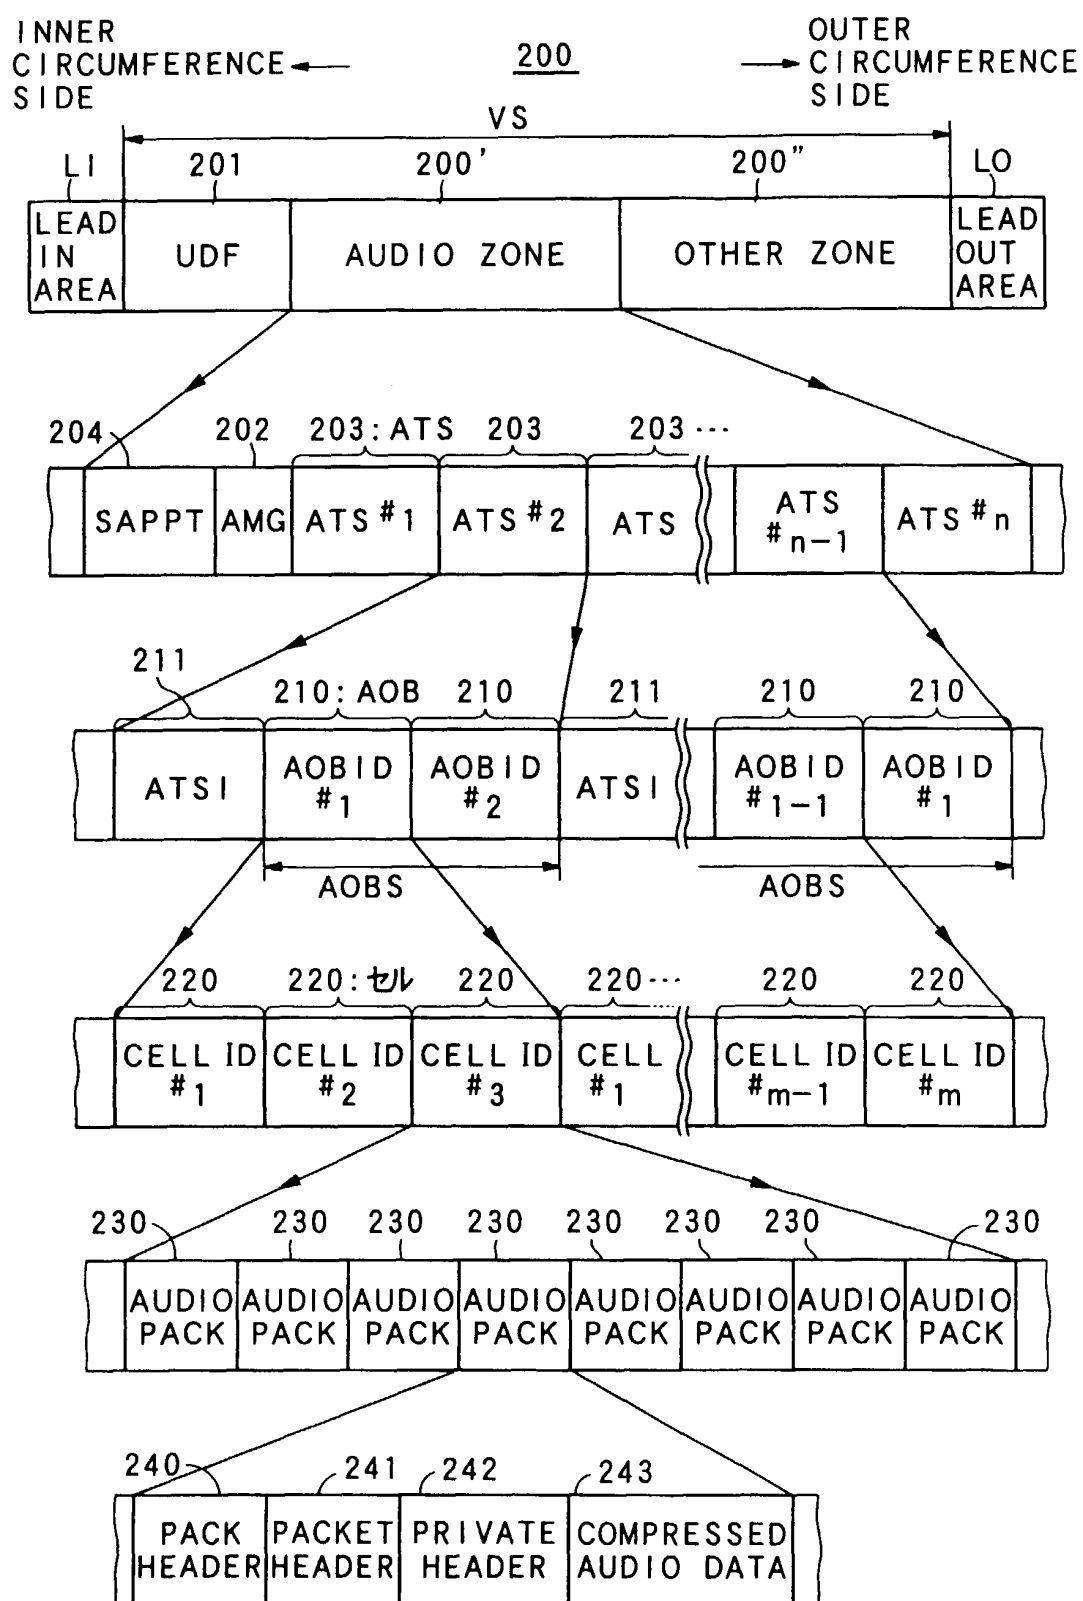 INNER
CIRCUMFERENCE
SIDE
200
OUTER
CIRCUMFERENCE
SIDE
VS
LI 201 200' 200" LO
LEAD
IN
AREA
UDF
AUDIO ZONE
OTHER ZONE
LEAD
OUT
AREA
204 202 203:ATS 203 203 ···
SAPPT
AMG
ATS #1
ATS #2
ATS
ATS
#n-1
ATS #n
211 210:AOB 210 211 210 210
ATSI
AOBID
#1
AOBID
#2
ATSI
AOBID
#1-1
AOBID
#1
AOBS
AOBS
220 220:セル 220 220 ··· 220 220
CELL ID
#1
CELL ID
#2
CELL ID
#3
CELL
#1
CELL ID
#m-1
CELL ID
#m
230 230 230 230 230 230 230 230
AUDIO
PACK
AUDIO
PACK
AUDIO
PACK
AUDIO
PACK
AUDIO
PACK
AUDIO
PACK
AUDIO
PACK
AUDIO
PACK
240 241 242 243
PACK
HEADER
PACKET
HEADER
PRIVATE
HEADER
COMPRESSED
AUDIO DATA